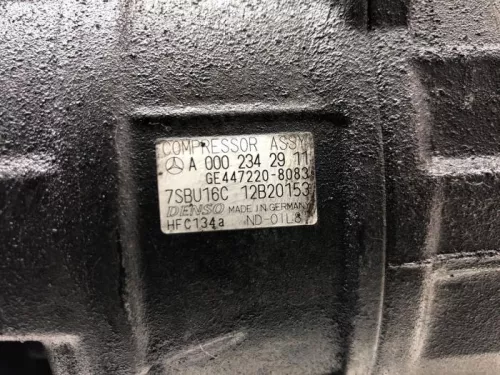 COMPRESSOR ASSY
A 000 234 29 11
GE447220-8083
7SBU16C 12B20153
DENSO MADE IN GERMANY
HFC134a ND-OIL8